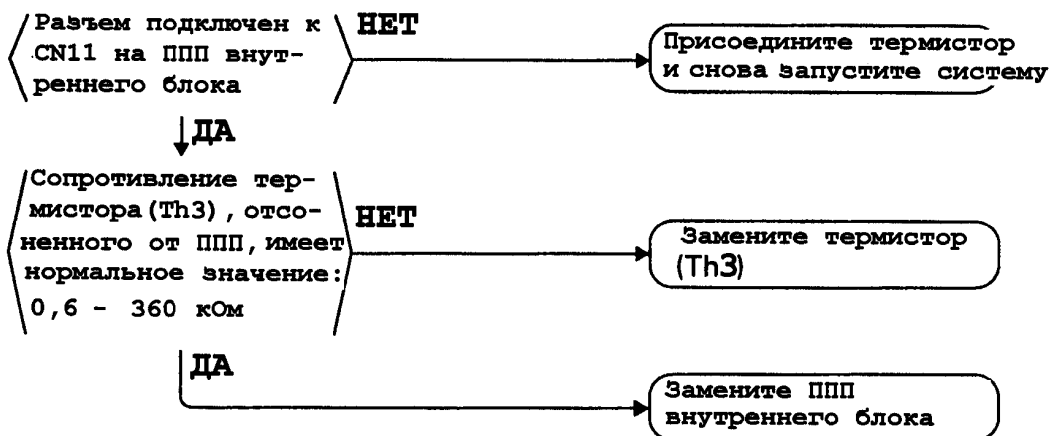 Разъем подключен к
CN11 на ППП внут-
реннего блока
НЕТ
Присоедините термистор
и снова запустите систему
ДА
Сопротивление тер-
мистора(Th3), отсо-
ненного от ППП, имеет
нормальное значение:
0,6 - 360 кОм
НЕТ
Замените термистор
(Th3)
ДА
Замените ППП
внутреннего блока